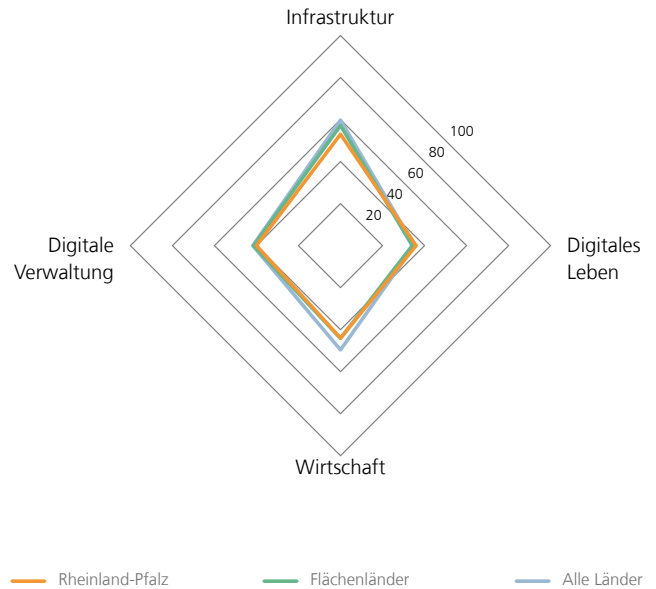 Infrastruktur
100
80
60
40
20
Digitale
Verwaltung
Digitales
Leben
Wirtschaft
Rheinland-Pfalz
Flächenländer
Alle Länder